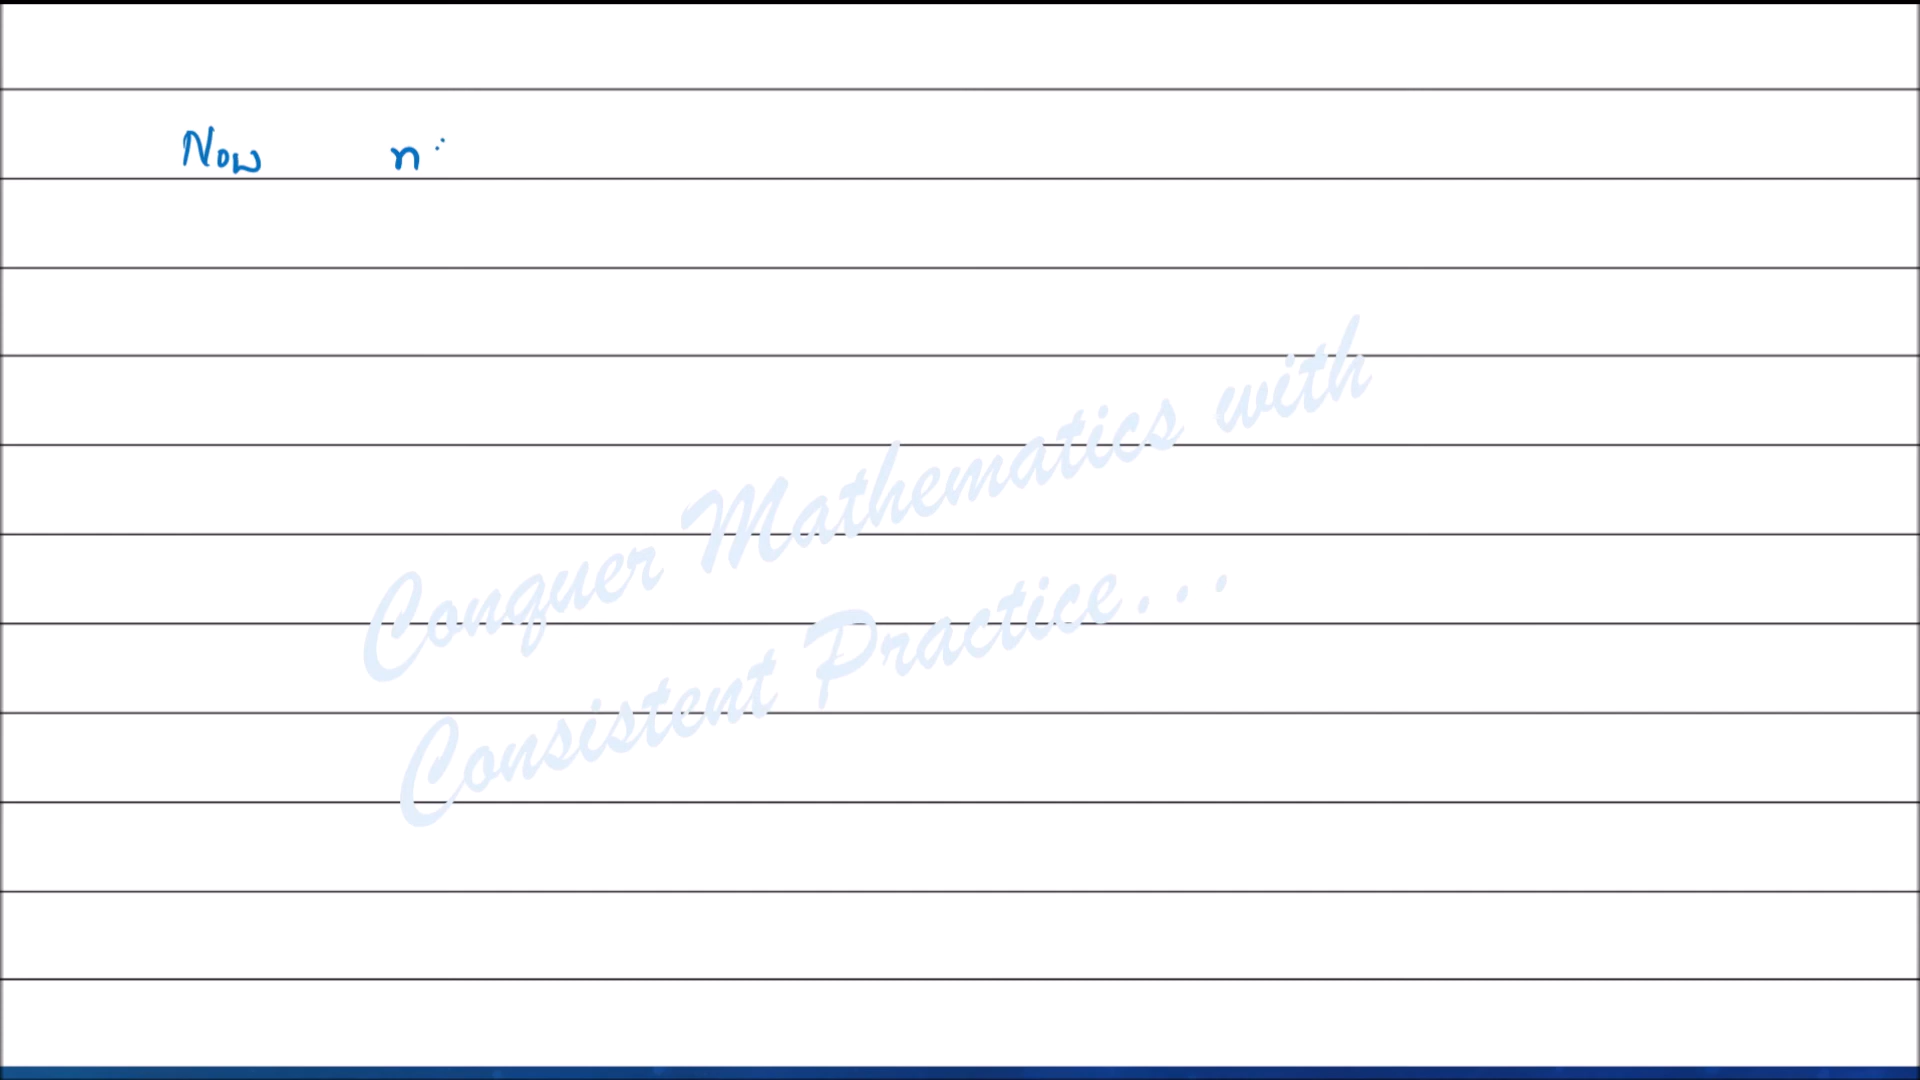 Now n
Conquer Mathematics with
Consistent Practice...